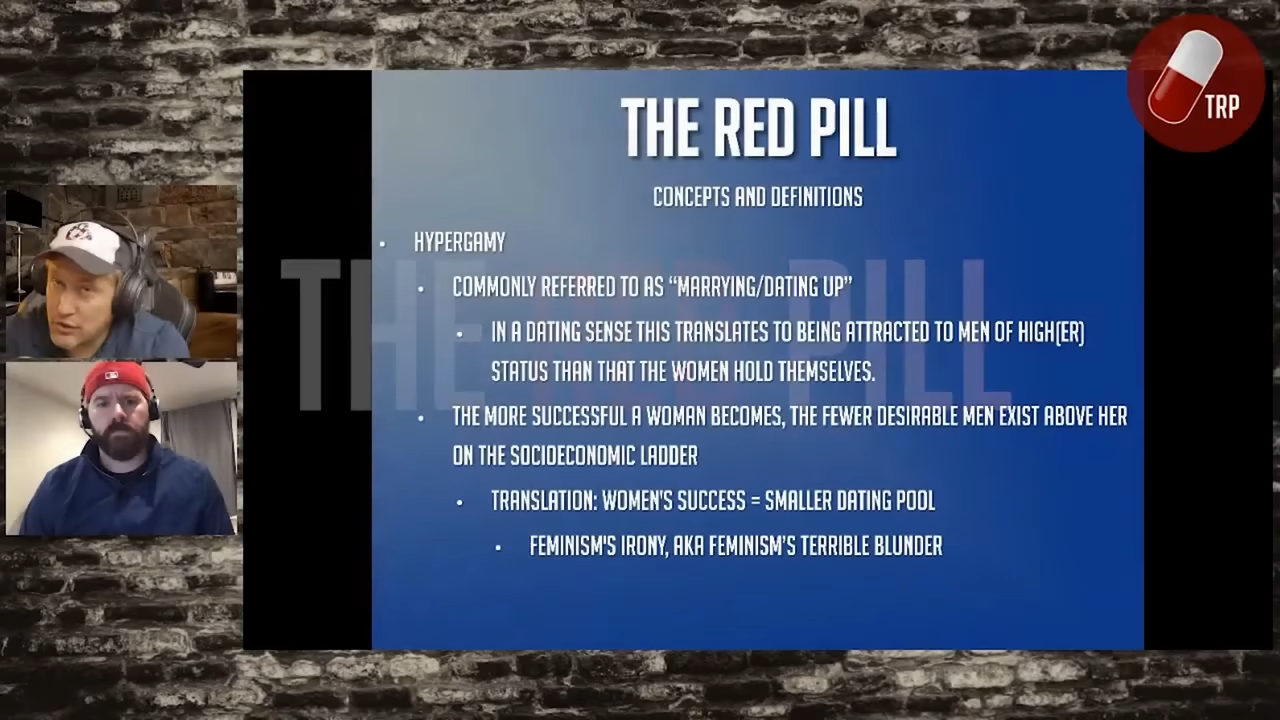 TRP
THE RED PILL
CONCEPTS AND DEFINITIONS
• HYPERGAMY
• COMMONLY REFERRED TO AS “MARRYING/DATING UP”
• IN A DATING SENSE THIS TRANSLATES TO BEING ATTRACTED TO MEN OF HIGH(ER)
STATUS THAN THAT THE WOMEN HOLD THEMSELVES.
• THE MORE SUCCESSFUL A WOMAN BECOMES, THE FEWER DESIRABLE MEN EXIST ABOVE HER
ON THE SOCIOECONOMIC LADDER
• TRANSLATION: WOMEN'S SUCCESS = SMALLER DATING POOL
• FEMINISM'S IRONY, AKA FEMINISM’S TERRIBLE BLUNDER
THE RED PILL